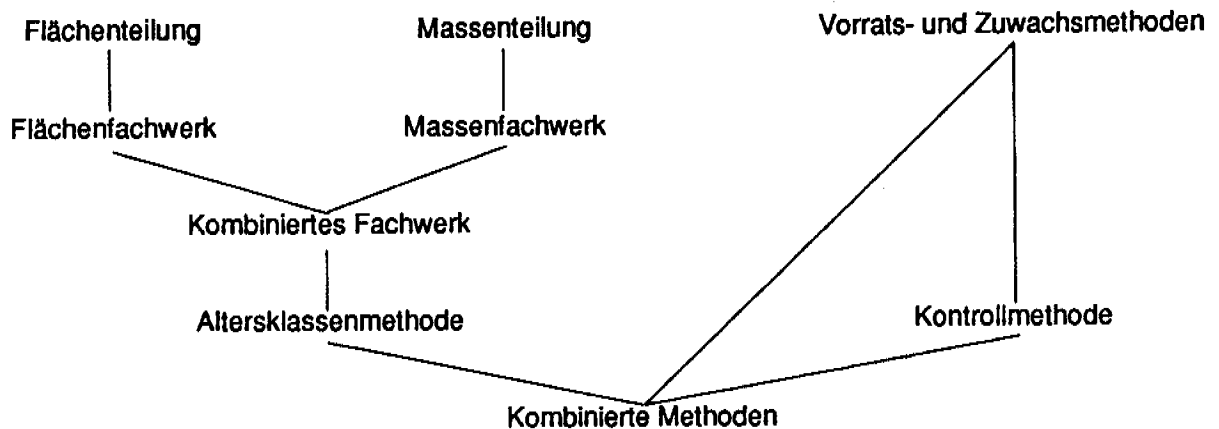 Flächenteilung
Massenteilung
Vorrats- und Zuwachsmethoden
Flächenfachwerk
Massenfachwerk
Kombiniertes Fachwerk
Altersklassenmethode
Kontrollmethode
Kombinierte Methoden